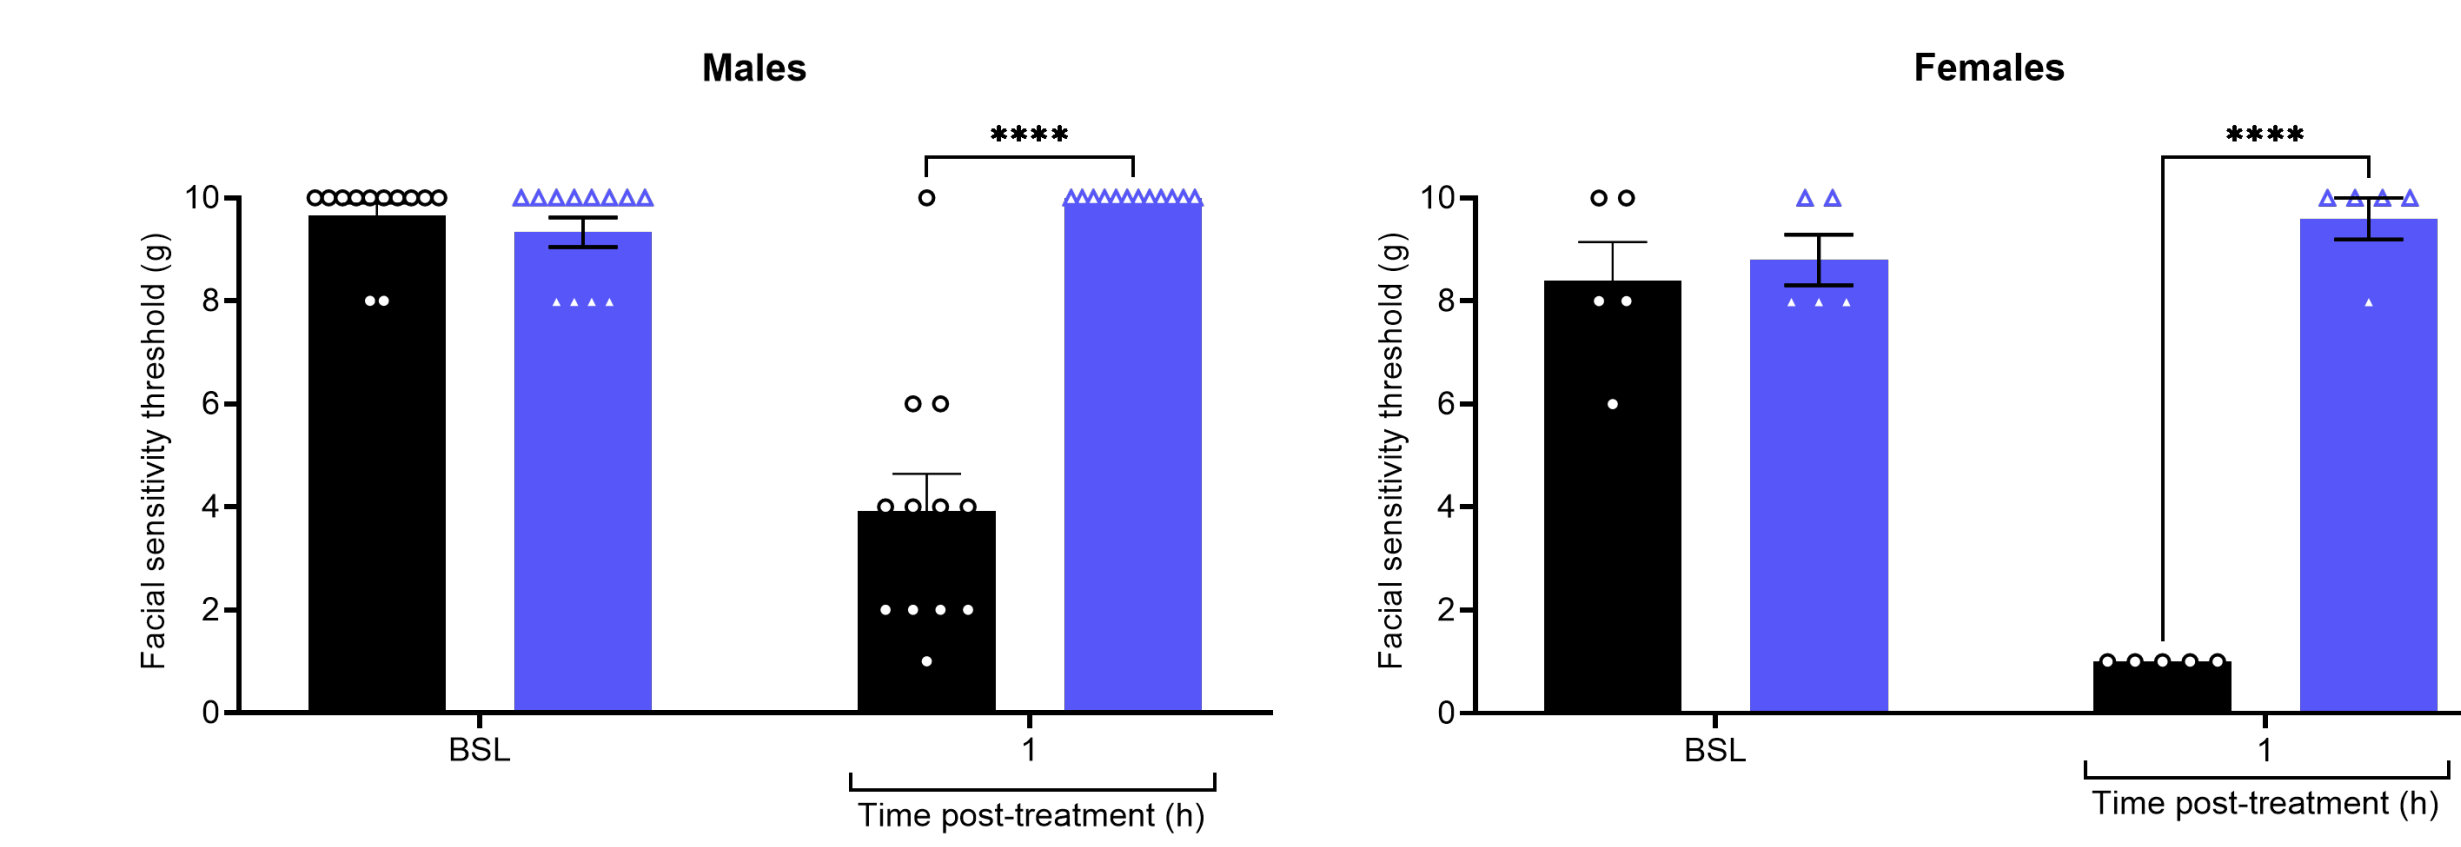 Males
Females
****
****
Facial sensitivity threshold (g)
10
8
6
4
2
0
BSL
1
Time post-treatment (h)
Facial sensitivity threshold (g)
10
8
6
4
2
0
BSL
1
Time post-treatment (h)